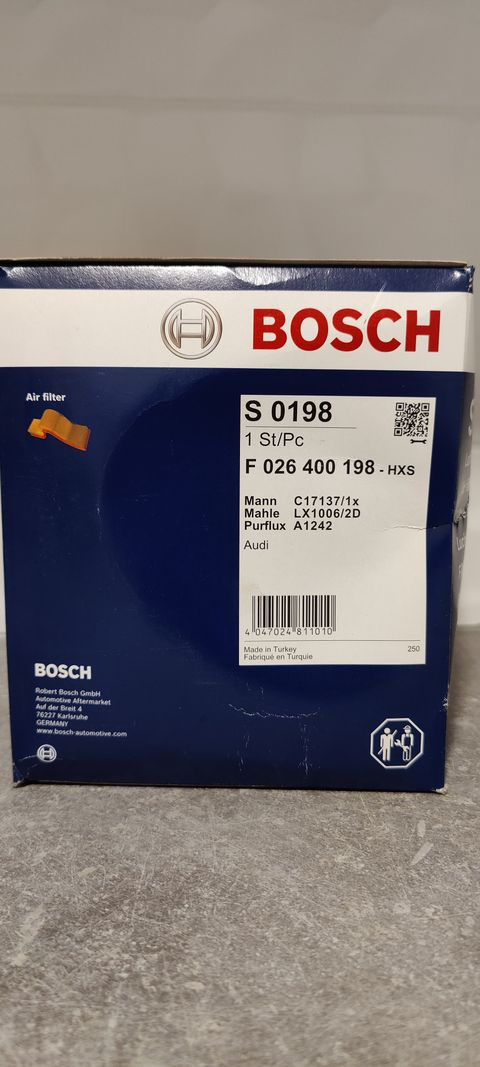 BOSCH
Air filter
S 0198
1 St/Pc
F 026 400 198 - HXS
Mann C17137/1x
Mahle LX1006/2D
Purflux A1242
Audi
4 047024 811010
Made in Turkey 250
Fabriqué en Turquie
BOSCH
Robert Bosch GmbH
Automotive Aftermarket
Auf der Breit 4
76227 Karlsruhe
GERMANY
www.bosch-automotive.com